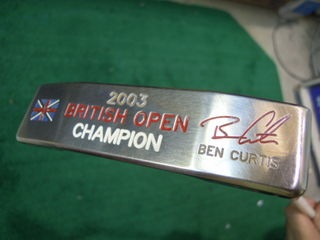 2003
BRITISH OPEN
CHAMPION
BEN CURTIS